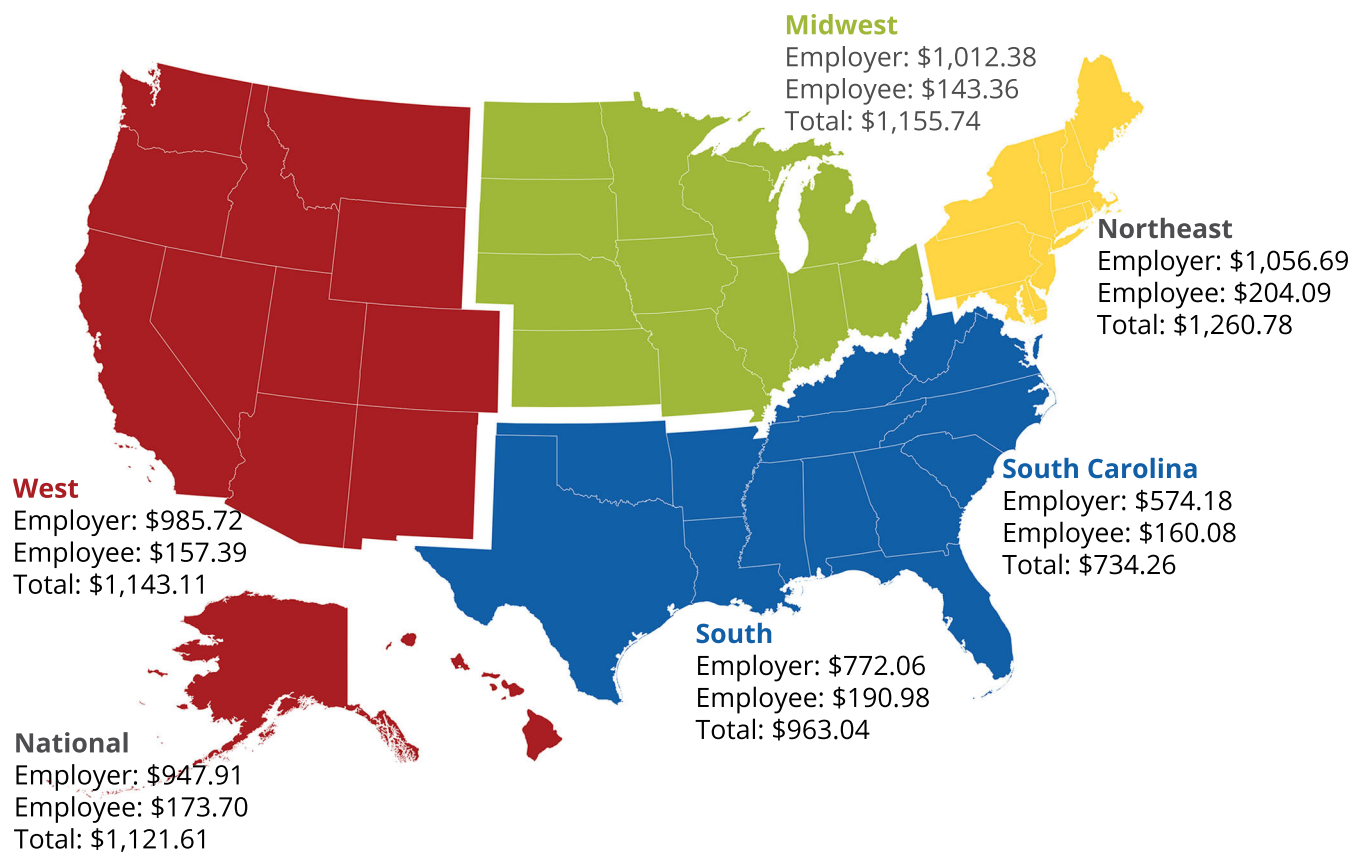 Midwest
Employer: $1,012.38
Employee: $143.36
Total: $1,155.74
Northeast
Employer: $1,056.69
Employee: $204.09
Total: $1,260.78
South Carolina
Employer: $574.18
Employee: $160.08
Total: $734.26
West
Employer: $985.72
Employee: $157.39
Total: $1,143.11
South
Employer: $772.06
Employee: $190.98
Total: $963.04
National
Employer: $947.91
Employee: $173.70
Total: $1,121.61